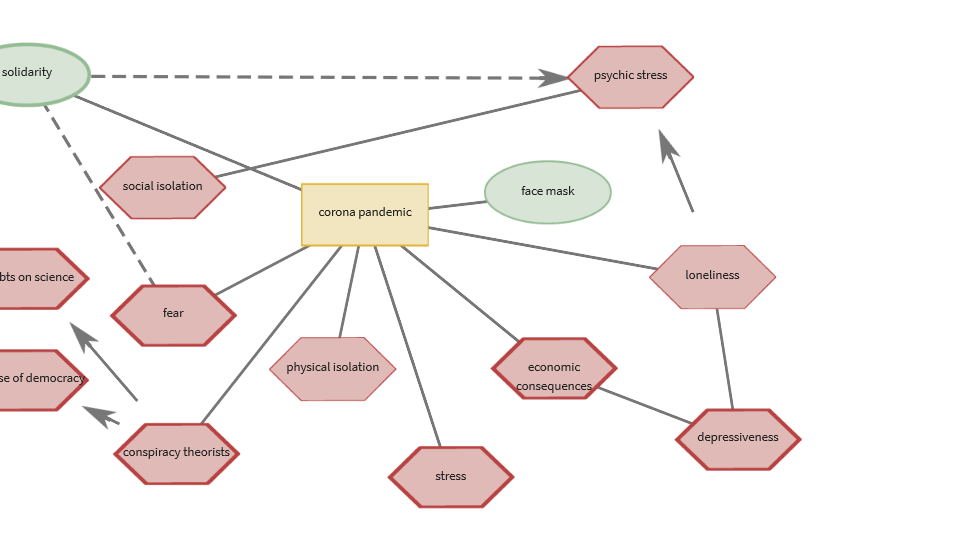 solidarity
psychic stress
social isolation
face mask
corona pandemic
bts on science
loneliness
fear
physical isolation
economic
consequences
se of democracy
depressiveness
conspiracy theorists
stress